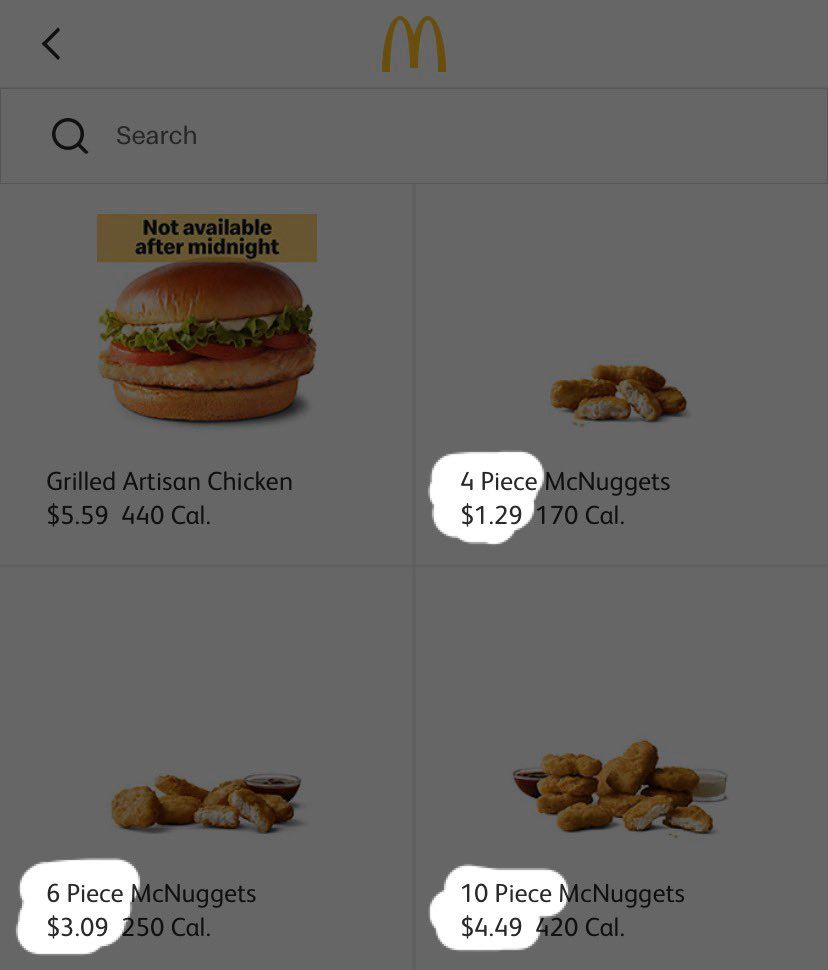 Search
Not available
after midnight
Grilled Artisan Chicken
$5.59 440 Cal.
4 Piece McNuggets
$1.29 170 Cal.
6 Piece McNuggets
$3.09 250 Cal.
10 Piece McNuggets
$4.49 420 Cal.